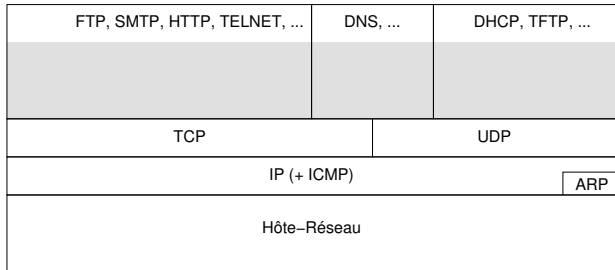 FTP, SMTP, HTTP, TELNET, ...
DNS, ...
DHCP, TFTP, ...
TCP
UDP
IP (+ ICMP)
ARP
Hôte−Réseau